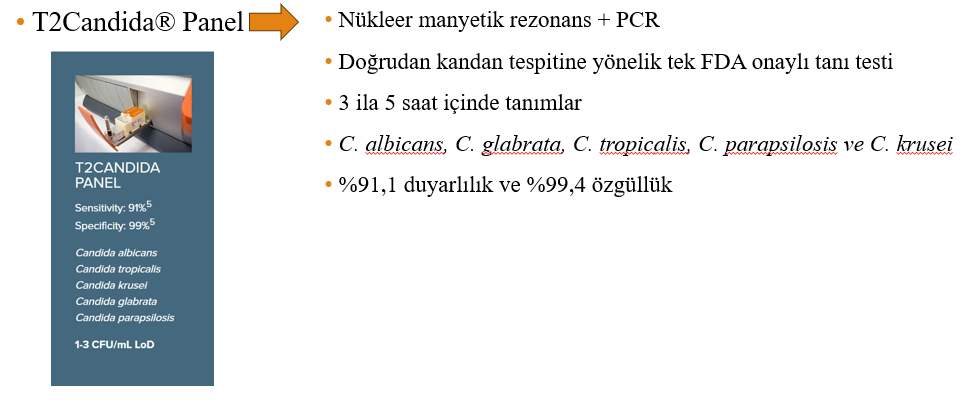 • T2Candida® Panel
• Nükleer manyetik rezonans + PCR
• Doğrudan kandan tespitine yönelik tek FDA onaylı tanı testi
• 3 ila 5 saat içinde tanımlar
• C. albicans, C. glabrata, C. tropicalis, C. parapsilosis ve C. krusei
• %91,1 duyarlılık ve %99,4 özgüllük
T2CANDIDA
PANEL
Sensitivity: 91%5
Specificity: 99%5
Candida albicans
Candida tropicalis
Candida krusei
Candida glabrata
Candida parapsilosis
1-3 CFU/mL LoD